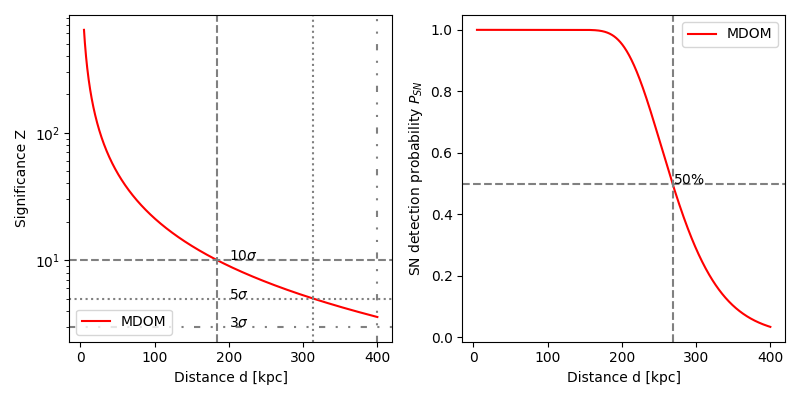 Significance Z
10²
10¹
10σ
5σ
3σ
MDOM
0 100 200 300 400
Distance d [kpc]
SN detection probability P_SN
1.0
0.8
0.6
0.4
0.2
0.0
MDOM
50%
0 100 200 300 400
Distance d [kpc]